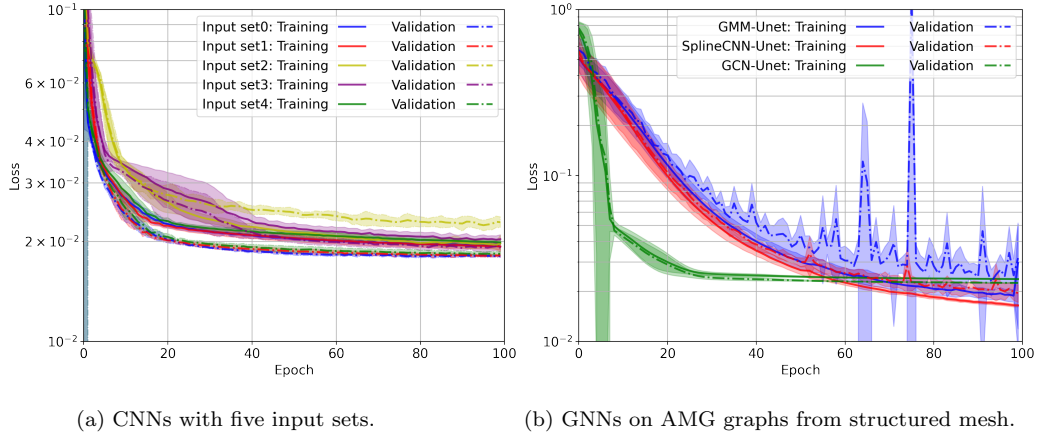 10⁻¹
6 × 10⁻²
4 × 10⁻²
3 × 10⁻²
2 × 10⁻²
10⁻²
Loss
0 20 40 60 80 100
Epoch
Input set0: Training Validation
Input set1: Training Validation
Input set2: Training Validation
Input set3: Training Validation
Input set4: Training Validation
(a) CNNs with five input sets.
10⁰
10⁻¹
10⁻²
Loss
0 20 40 60 80 100
Epoch
GMM-Unet: Training Validation
SplineCNN-Unet: Training Validation
GCN-Unet: Training Validation
(b) GNNs on AMG graphs from structured mesh.